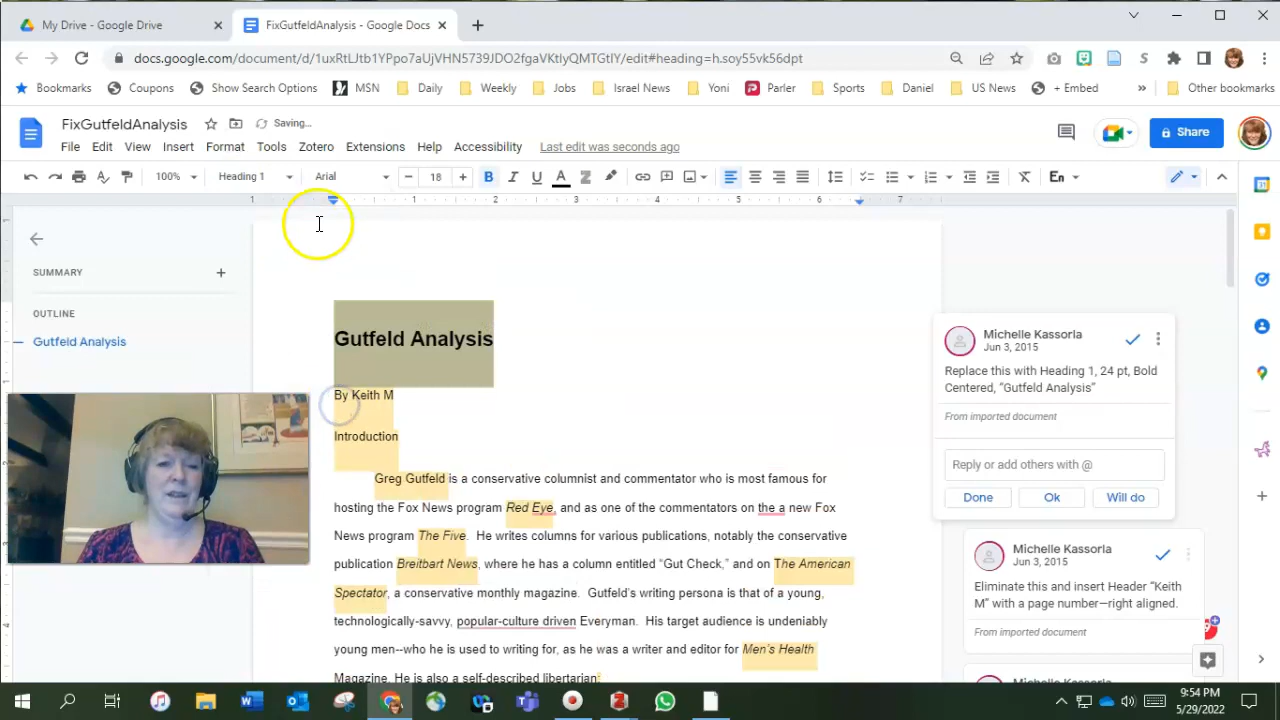 My Drive - Google Drive
FixGutfeldAnalysis - Google Docs
docs.google.com/document/d/1uxRtLJtb1YPpo7aUjVHN5739JDO2fgaVKtIyQMTGtIY/edit#heading=h.soy55vk56dpt
Bookmarks Coupons Show Search Options MSN Daily Weekly Jobs Israel News Yoni Parler Sports Daniel US News + Embed » Other bookmarks
FixGutfeldAnalysis Saving...
File Edit View Insert Format Tools Zotero Extensions Help Accessibility Last edit was seconds ago
Share
100% Heading 1 Arial 18 B I U A En
1 1 2 3 4 5 6 7
SUMMARY
OUTLINE
Gutfeld Analysis
Gutfeld Analysis
By Keith M
Introduction
Greg Gutfeld is a conservative columnist and commentator who is most famous for
hosting the Fox News program Red Eye, and as one of the commentators on the a new Fox
News program The Five. He writes columns for various publications, notably the conservative
publication Breitbart News, where he has a column entitled “Gut Check,” and on The American
Spectator, a conservative monthly magazine. Gutfeld's writing persona is that of a young,
technologically-savvy, popular-culture driven Everyman. His target audience is undeniably
young men--who he is used to writing for, as he was a writer and editor for Men's Health
Magazine. He is also a self-described libertarian:
Michelle Kassorla
Jun 3, 2015
Replace this with Heading 1, 24 pt, Bold
Centered, “Gutfeld Analysis”
From imported document
Reply or add others with @
Done Ok Will do
Michelle Kassorla
Jun 3, 2015
Eliminate this and insert Header “Keith
M” with a page number—right aligned.
From imported document
9:54 PM
5/29/2022